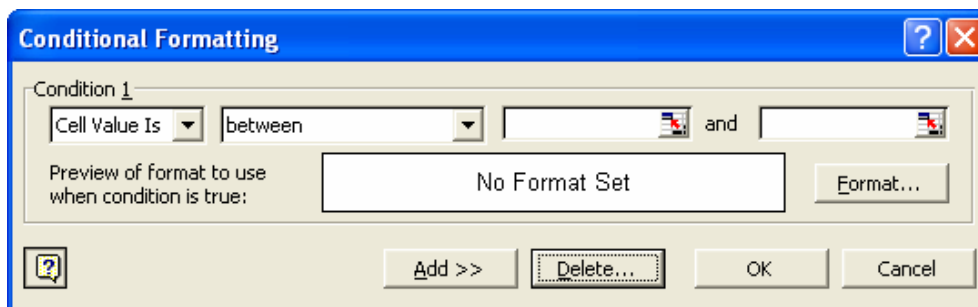 Conditional Formatting
Condition 1
Cell Value Is between and
Preview of format to use
when condition is true:
No Format Set
Format...
Add >> Delete... OK Cancel